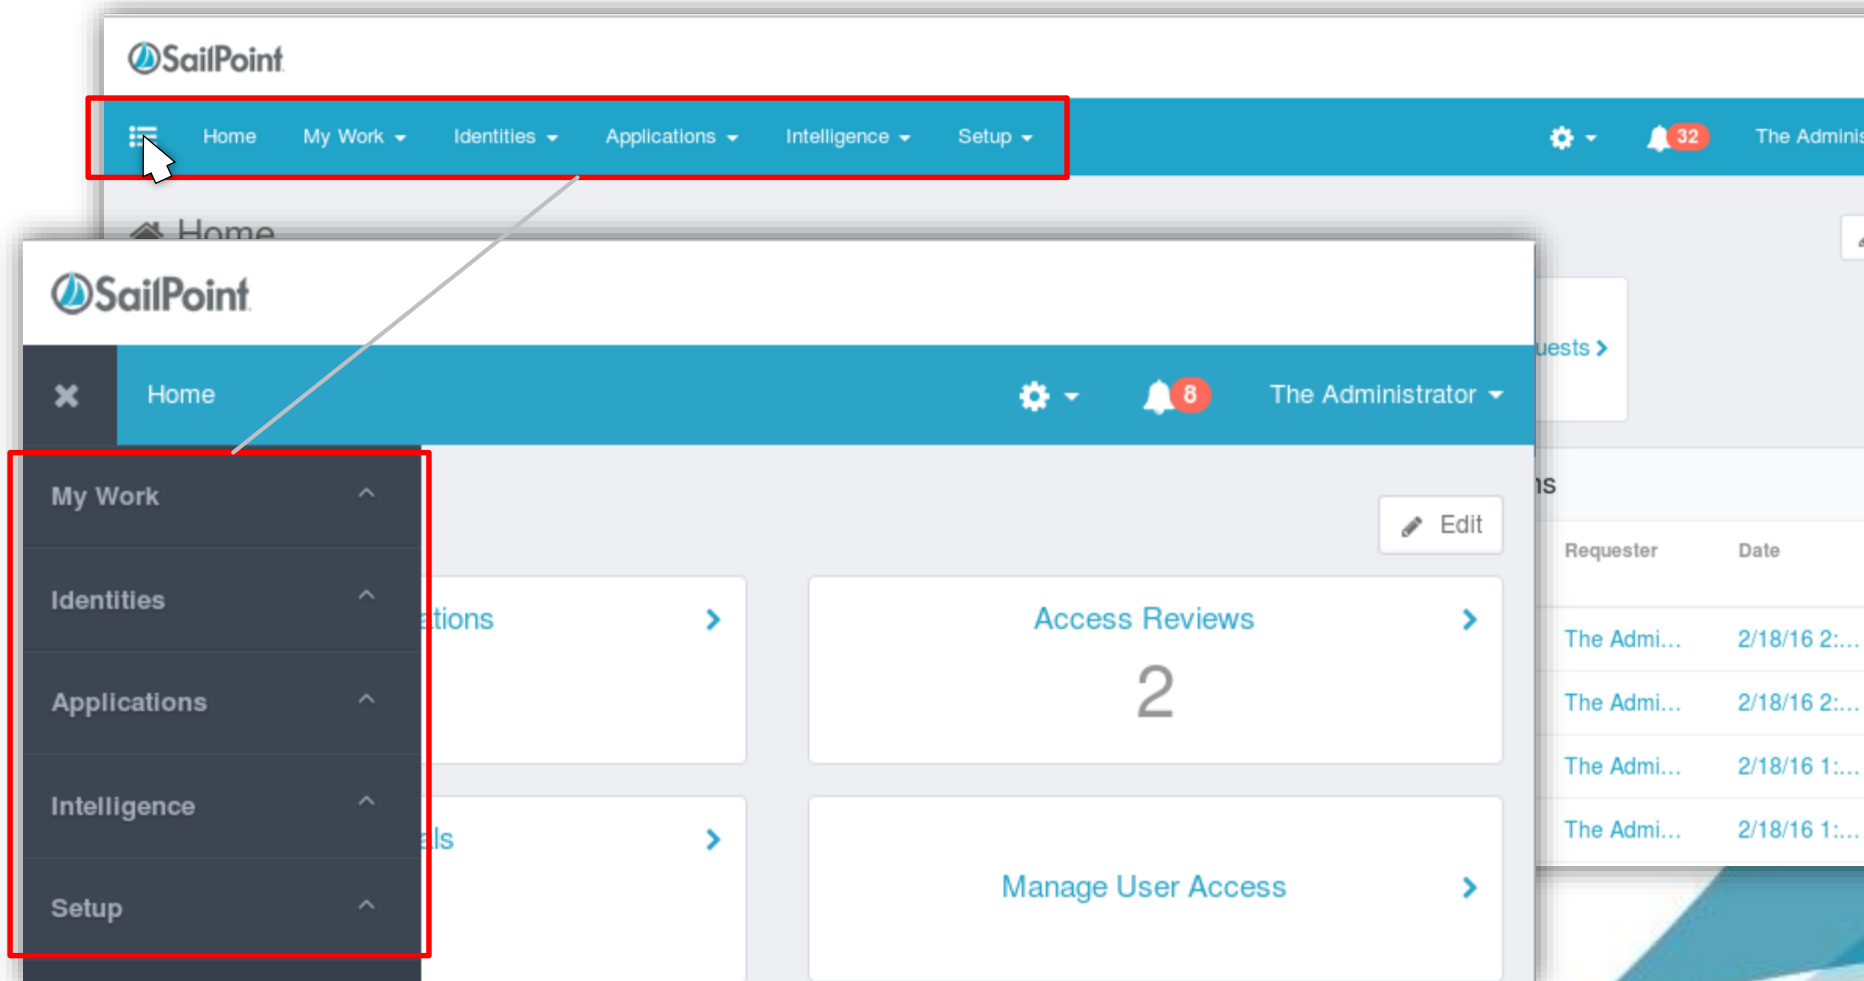 SailPoint
Home My Work Identities Applications Intelligence Setup 32 The Adminis
Home
SailPoint
Home 8 The Administrator
uests
My Work
Edit
Identities
Applications
Intelligence
Setup
ations
Access Reviews
2
als
Manage User Access
ns
Requester Date
The Admi... 2/18/16 2:...
The Admi... 2/18/16 2:...
The Admi... 2/18/16 1:...
The Admi... 2/18/16 1:...